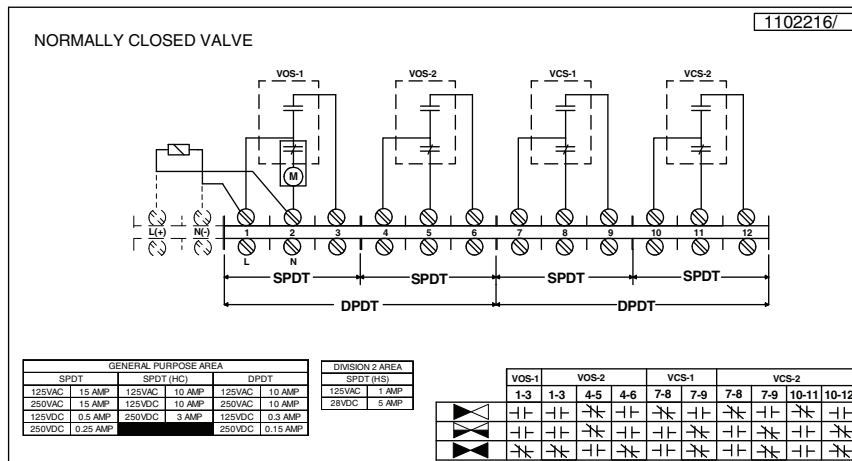 1102216/
NORMALLY CLOSED VALVE
VOS-1 VOS-2 VCS-1 VCS-2
M
L(+) N(-) 1 2 3 4 5 6 7 8 9 10 11 12
L N
SPDT SPDT SPDT SPDT
DPDT DPDT
GENERAL PURPOSE AREA
SPDT SPDT (HC) DPDT
125VAC 15 AMP 125VAC 10 AMP 125VAC 10 AMP
250VAC 15 AMP 125VDC 10 AMP 250VAC 10 AMP
125VDC 0.5 AMP 250VDC 3 AMP 125VDC 0.3 AMP
250VDC 0.25 AMP 250VDC 0.15 AMP
DIVISION 2 AREA
SPDT (HS)
125VAC 1 AMP
28VDC 5 AMP
VOS-1 VOS-2 VCS-1 VCS-2
1-3 1-3 4-5 4-6 7-8 7-9 7-8 7-9 10-11 10-12